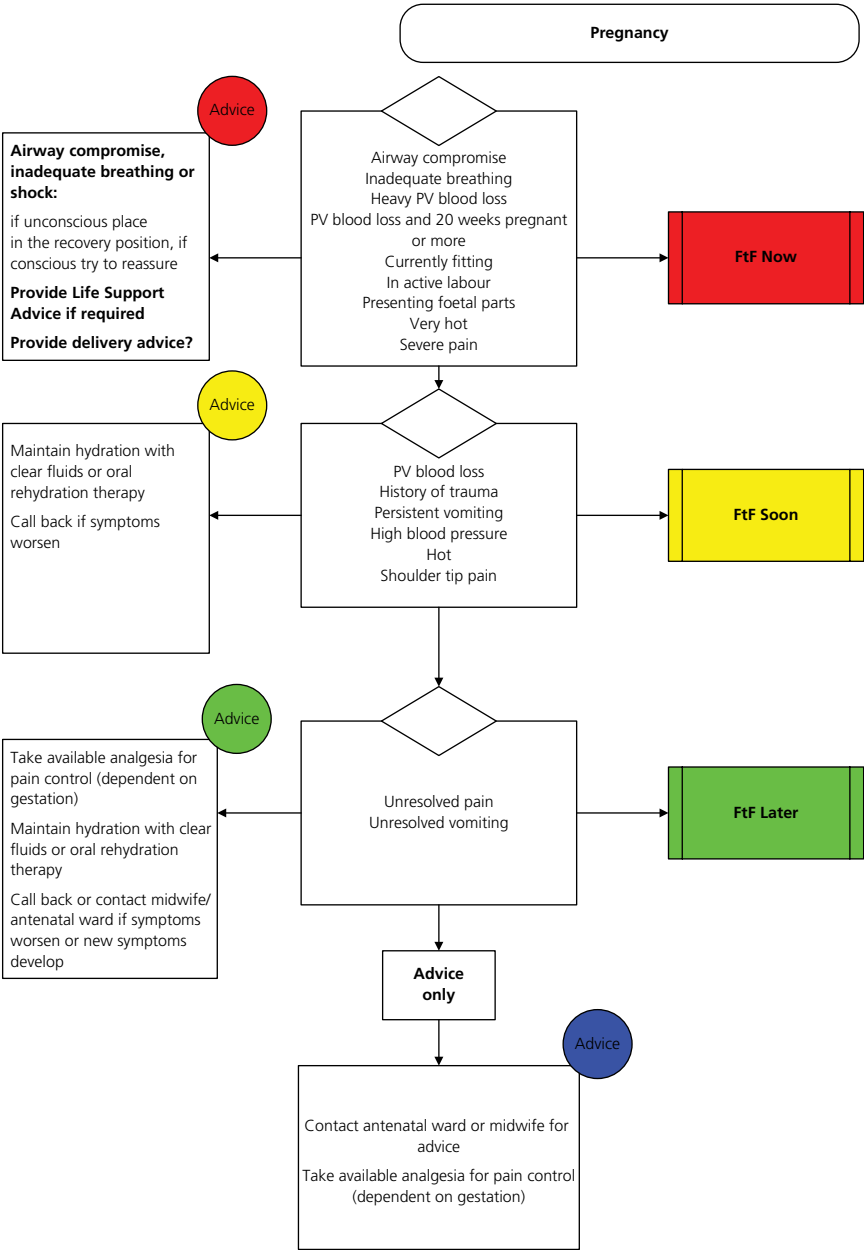 Pregnancy
Advice
Airway compromise,
inadequate breathing or
shock:
if unconscious place
in the recovery position, if
conscious try to reassure
Provide Life Support
Advice if required
Provide delivery advice?
Airway compromise
Inadequate breathing
Heavy PV blood loss
PV blood loss and 20 weeks pregnant
or more
Currently fitting
In active labour
Presenting foetal parts
Very hot
Severe pain
FtF Now
Advice
Maintain hydration with
clear fluids or oral
rehydration therapy
Call back if symptoms
worsen
PV blood loss
History of trauma
Persistent vomiting
High blood pressure
Hot
Shoulder tip pain
FtF Soon
Advice
Take available analgesia for
pain control (dependent on
gestation)
Maintain hydration with clear
fluids or oral rehydration
therapy
Call back or contact midwife/
antenatal ward if symptoms
worsen or new symptoms
develop
Unresolved pain
Unresolved vomiting
FtF Later
Advice
only
Advice
Contact antenatal ward or midwife for
advice
Take available analgesia for pain control
(dependent on gestation)